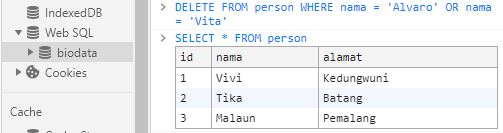 IndexedDB
Web SQL
biodata
Cookies
Cache
DELETE FROM person WHERE nama = 'Alvaro' OR nama
= 'Vita'
SELECT * FROM person
id nama alamat
1 Vivi Kedungwuni
2 Tika Batang
3 Malaun Pemalang